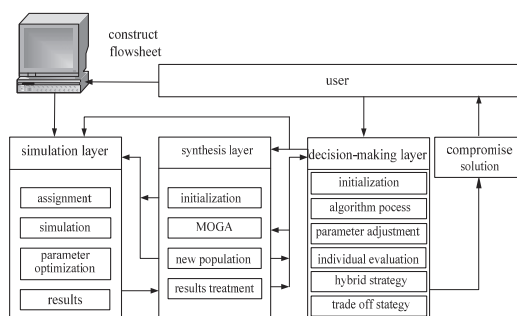 construct
flowsheet
user
simulation layer
assignment
simulation
parameter
optimization
results
synthesis layer
initialization
MOGA
new population
results treatment
decision-making layer
initialization
algorithm pocess
parameter adjustment
individual evaluation
hybrid strategy
trade off stategy
compromise
solution